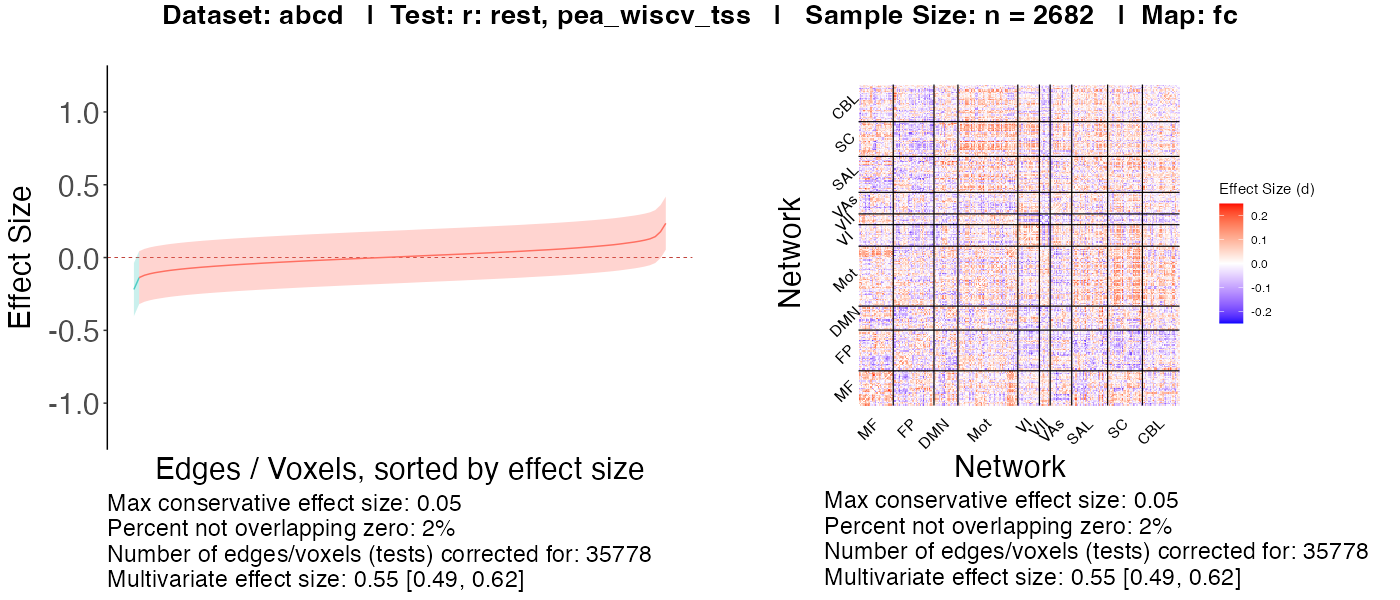 Dataset: abcd | Test: r: rest, pea_wiscv_tss | Sample Size: n = 2682 | Map: fc
Effect Size
1.0
0.5
0.0
-0.5
-1.0
Edges / Voxels, sorted by effect size
Max conservative effect size: 0.05
Percent not overlapping zero: 2%
Number of edges/voxels (tests) corrected for: 35778
Multivariate effect size: 0.55 [0.49, 0.62]
Network
CBL
SC
SAL
VAs
VII
VI
Mot
DMN
FP
MF
MF
FP
DMN
Mot
VI
VII
VAs
SAL
SC
CBL
Network
Effect Size (d)
0.2
0.1
0.0
-0.1
-0.2
Max conservative effect size: 0.05
Percent not overlapping zero: 2%
Number of edges/voxels (tests) corrected for: 35778
Multivariate effect size: 0.55 [0.49, 0.62]